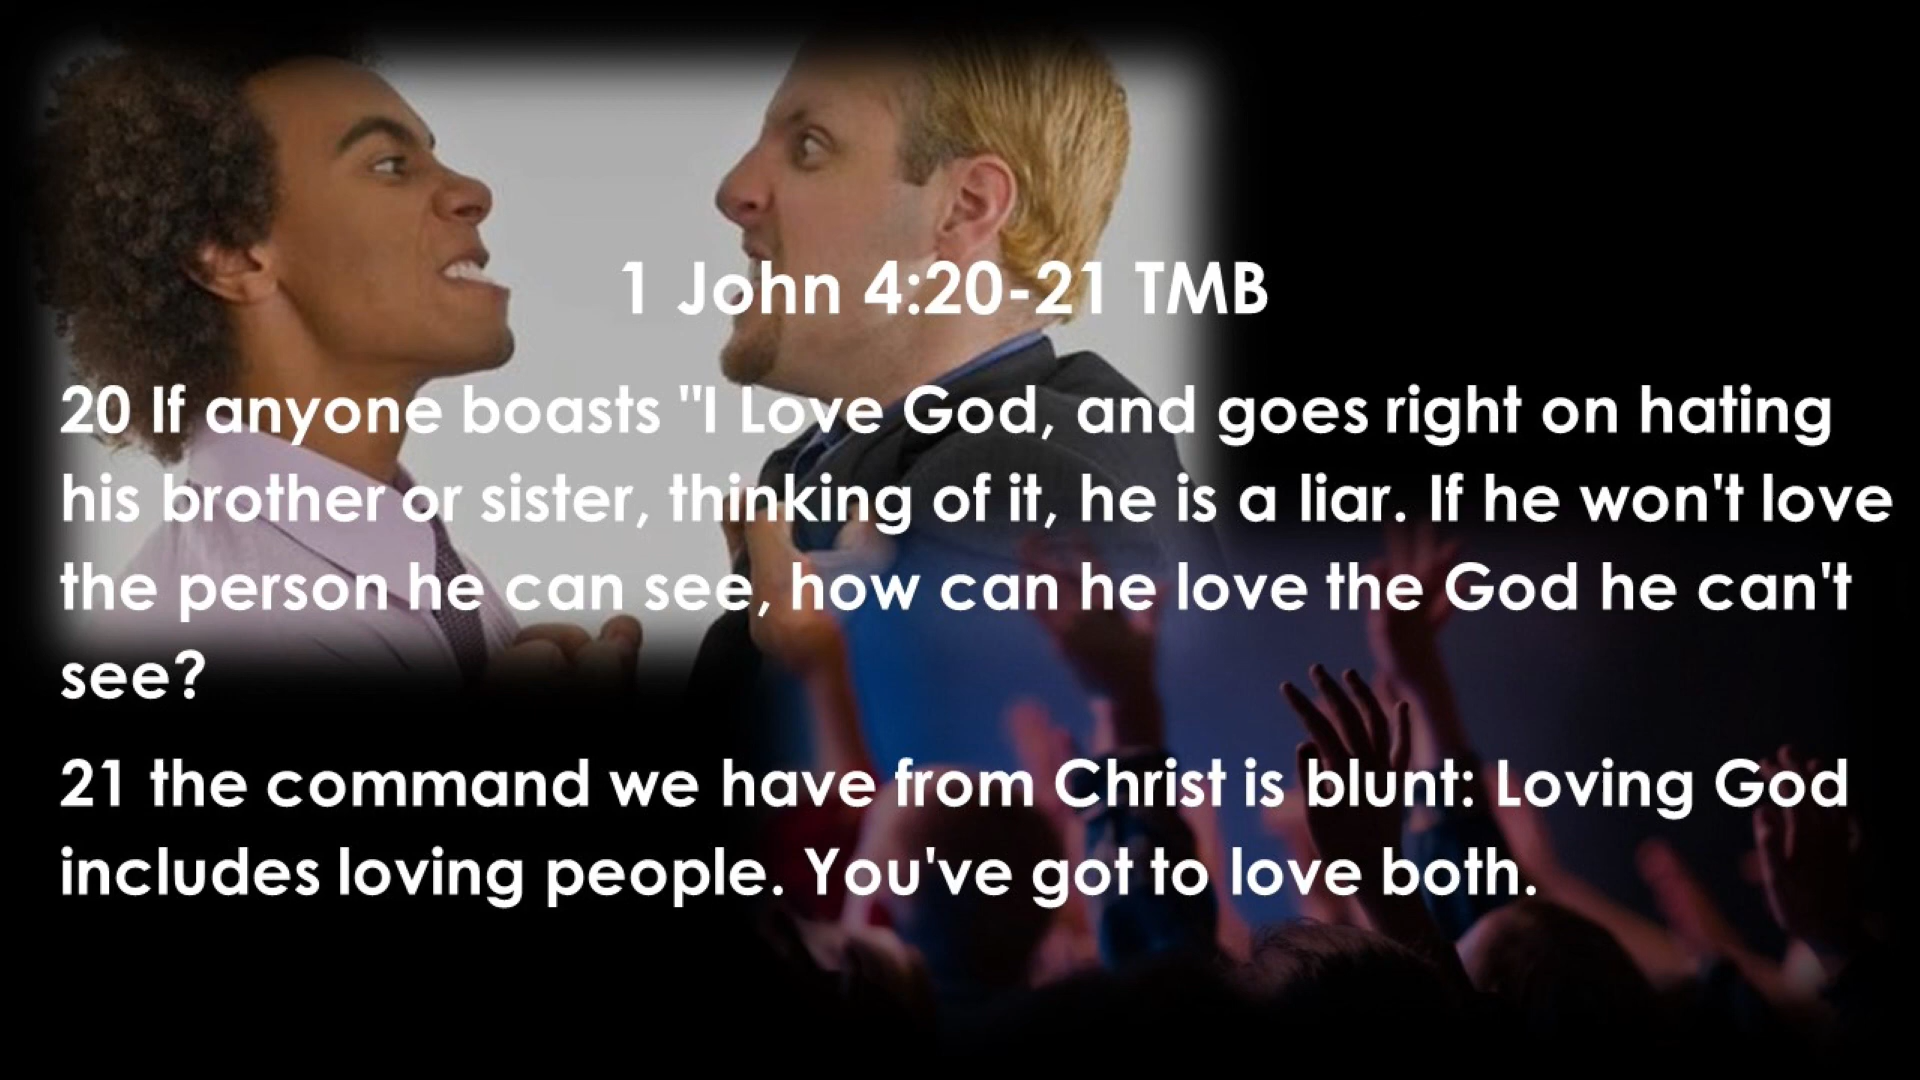 1 John 4:20-21 TMB
20 If anyone boasts "I Love God, and goes right on hating
his brother or sister, thinking of it, he is a liar. If he won't love
the person he can see, how can he love the God he can't
see?
21 the command we have from Christ is blunt: Loving God
includes loving people. You've got to love both.